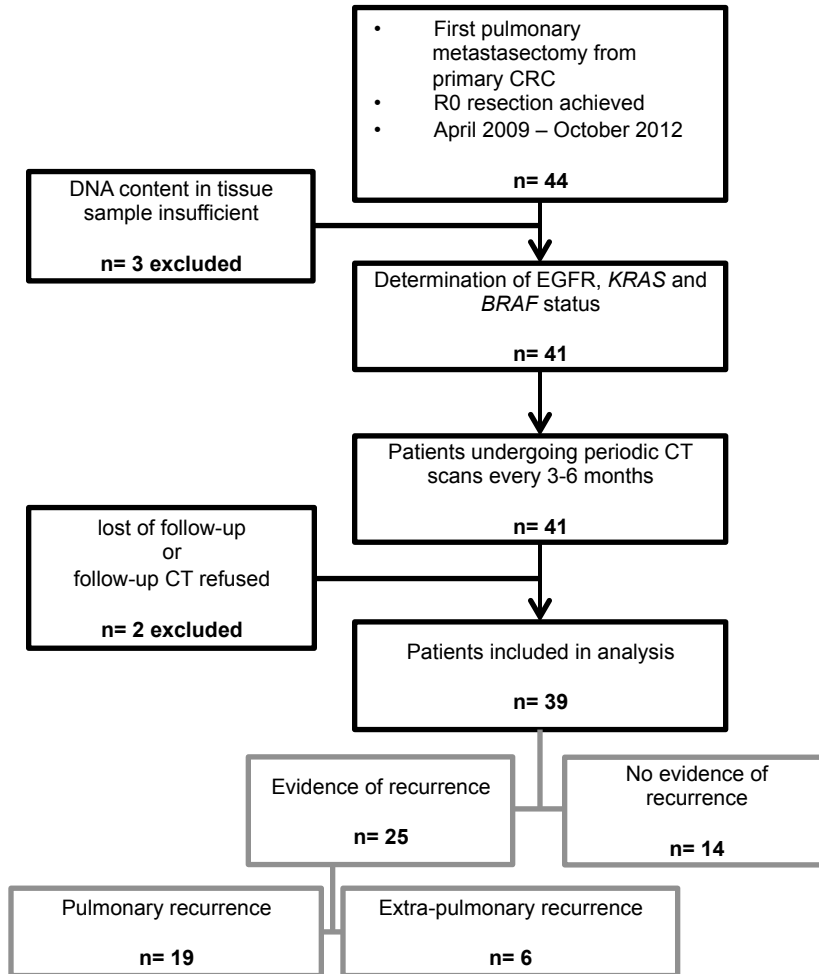 • First pulmonary
metastasectomy from
primary CRC
• R0 resection achieved
• April 2009 – October 2012
n= 44
DNA content in tissue
sample insufficient
n= 3 excluded
Determination of EGFR, KRAS and
BRAF status
n= 41
Patients undergoing periodic CT
scans every 3-6 months
n= 41
lost of follow-up
or
follow-up CT refused
n= 2 excluded
Patients included in analysis
n= 39
Evidence of recurrence
n= 25
No evidence of
recurrence
n= 14
Pulmonary recurrence
n= 19
Extra-pulmonary recurrence
n= 6